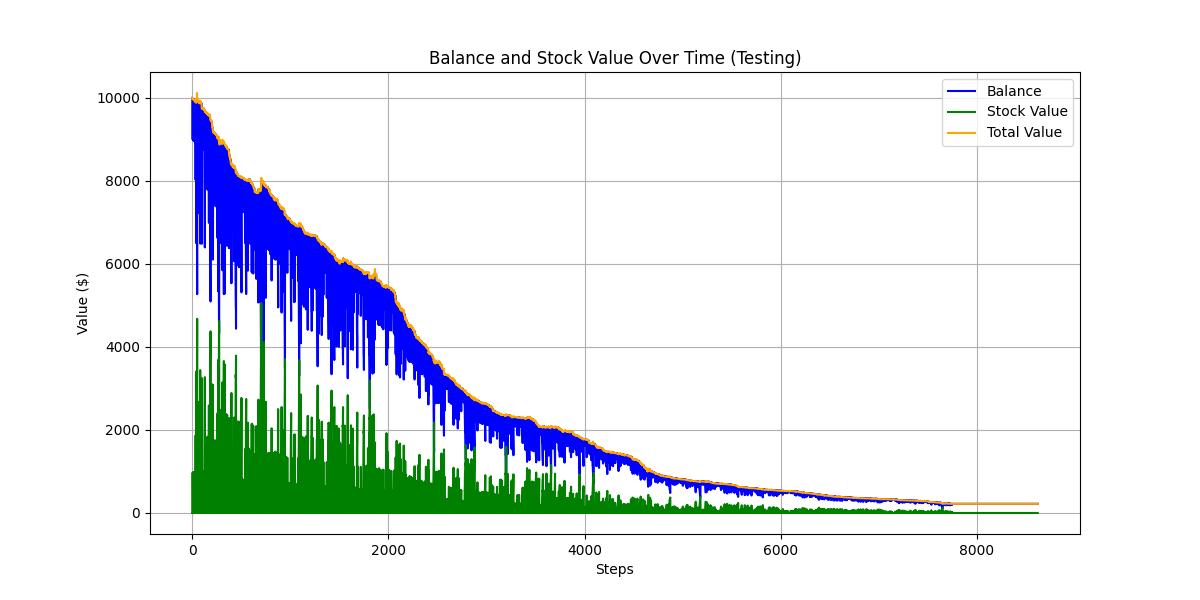 Balance and Stock Value Over Time (Testing)
Balance
Stock Value
Total Value
10000
8000
6000
4000
2000
0
Value ($)
0 2000 4000 6000 8000
Steps